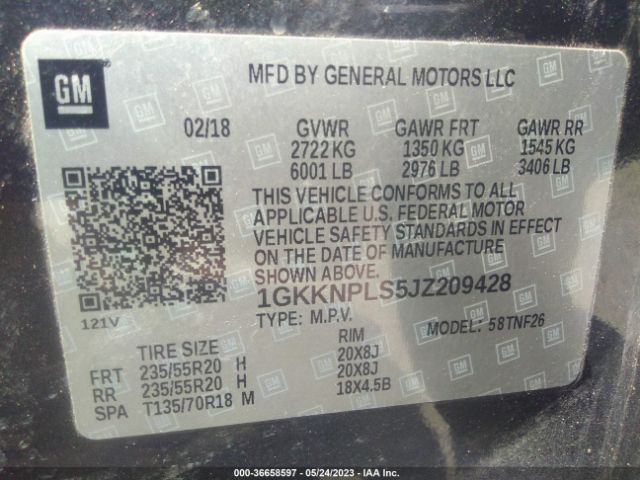 GM
MFD BY GENERAL MOTORS LLC
02/18 GVWR GAWR FRT GAWR RR
2722 KG 1350 KG 1545 KG
6001 LB 2976 LB 3406 LB
THIS VEHICLE CONFORMS TO ALL
APPLICABLE U.S. FEDERAL MOTOR
VEHICLE SAFETY STANDARDS IN EFFECT
ON THE DATE OF MANUFACTURE
SHOWN ABOVE.
1GKKNPLS5JZ209428
121V
TYPE: M.P.V. MODEL: 58TNF26
TIRE SIZE RIM
FRT 235/55R20 H 20X8J
RR 235/55R20 H 20X8J
SPA T135/70R18 M 18X4.5B
000-36658597 - 05/24/2023 - IAA Inc.